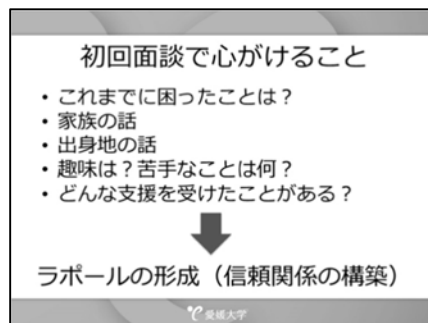 初回面談で心がけること
・これまでに困ったことは？
・家族の話
・出身地の話
・趣味は？苦手なことは何？
・どんな支援を受けたことがある？
ラポールの形成（信頼関係の構築）
愛媛大学